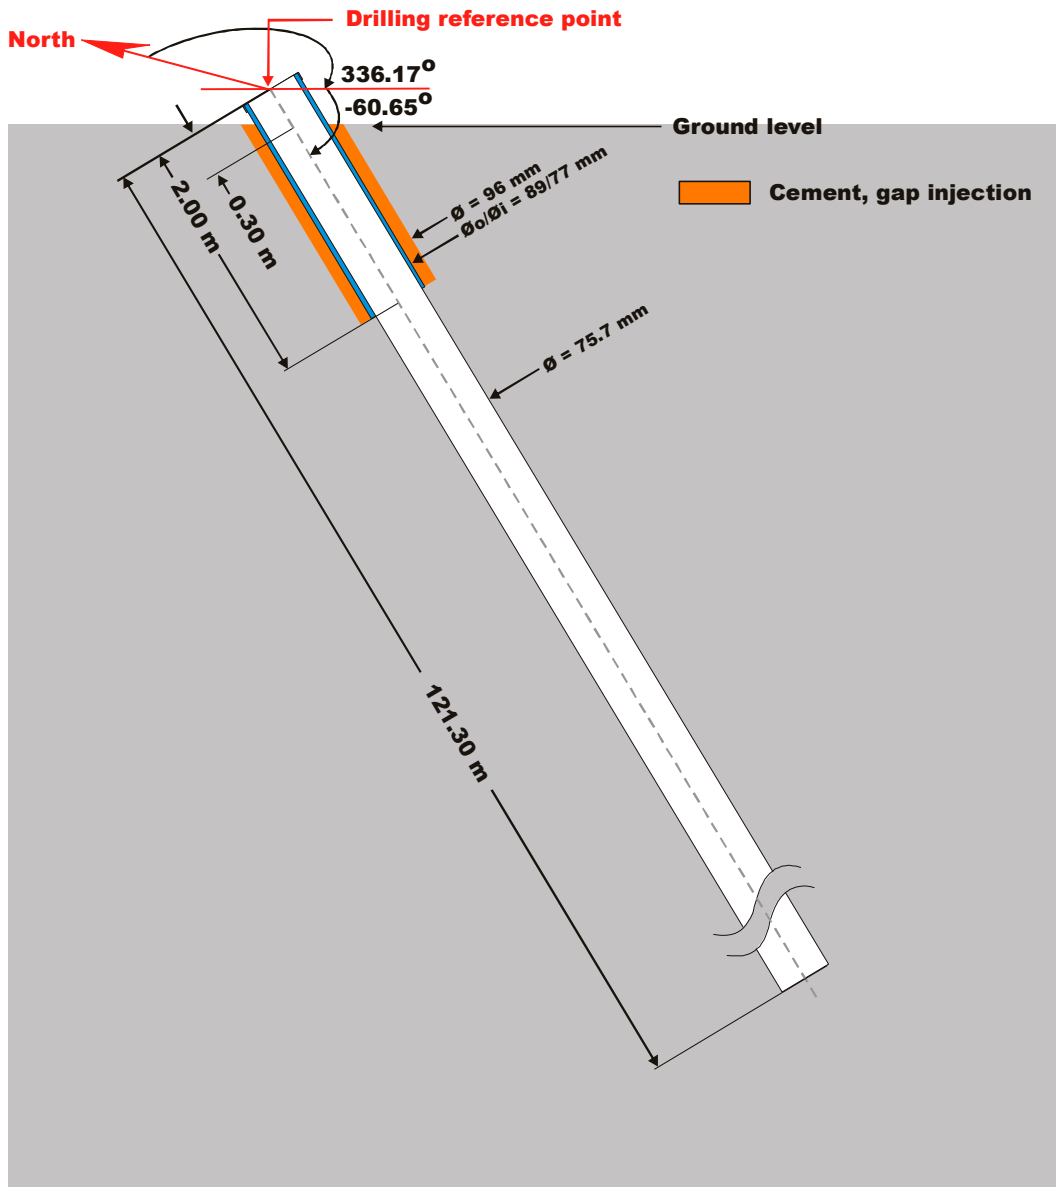 Drilling reference point
North
336.17°
-60.65°
Ground level
Ø = 96 mm
Øo/Øi = 89/77 mm
Cement, gap injection
2.00 m
0.30 m
Ø = 75.7 mm
121.30 m